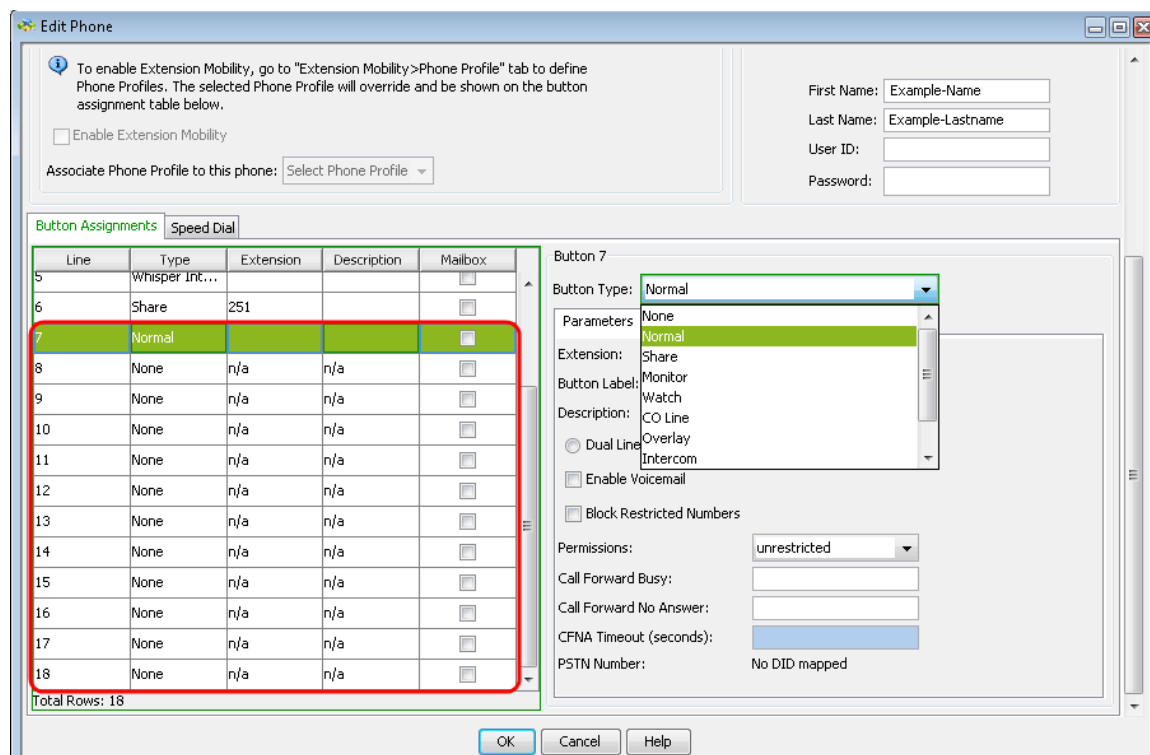 Edit Phone
To enable Extension Mobility, go to "Extension Mobility>Phone Profile" tab to define
Phone Profiles. The selected Phone Profile will override and be shown on the button
assignment table below.
Enable Extension Mobility
Associate Phone Profile to this phone: Select Phone Profile
First Name: Example-Name
Last Name: Example-Lastname
User ID:
Password:
Button Assignments Speed Dial
Line Type Extension Description Mailbox
5 Whisper Int...
6 Share 251
7 Normal
8 None n/a n/a
9 None n/a n/a
10 None n/a n/a
11 None n/a n/a
12 None n/a n/a
13 None n/a n/a
14 None n/a n/a
15 None n/a n/a
16 None n/a n/a
17 None n/a n/a
18 None n/a n/a
Total Rows: 18
Button 7
Button Type: Normal
None
Normal
Share
Monitor
Watch
CO Line
Overlay
Intercom
Parameters
Extension:
Button Label:
Description:
Dual Line
Enable Voicemail
Block Restricted Numbers
Permissions: unrestricted
Call Forward Busy:
Call Forward No Answer:
CFNA Timeout (seconds):
PSTN Number: No DID mapped
OK Cancel Help